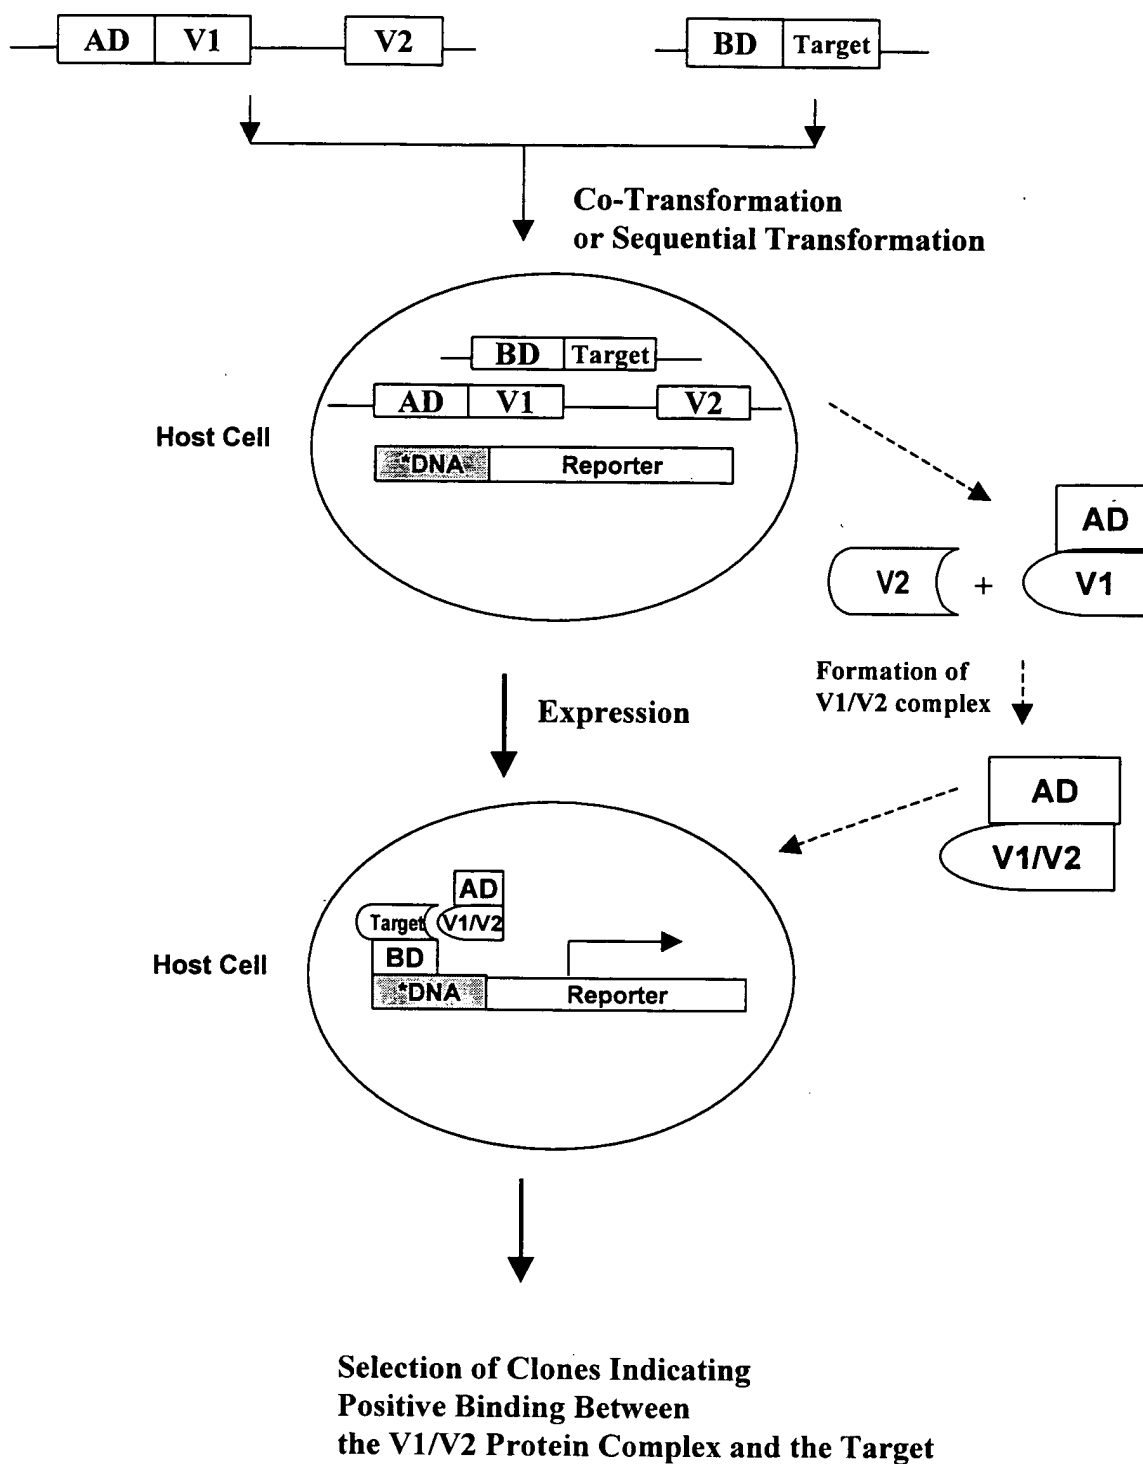 AD V1 V2 BD Target
Co-Transformation
or Sequential Transformation
BD Target
AD V1 V2
Host Cell
*DNA Reporter
AD
V2 + V1
Formation of
V1/V2 complex
Expression
AD
V1/V2
AD
Target V1/V2
BD
Host Cell
*DNA Reporter
Selection of Clones Indicating
Positive Binding Between
the V1/V2 Protein Complex and the Target